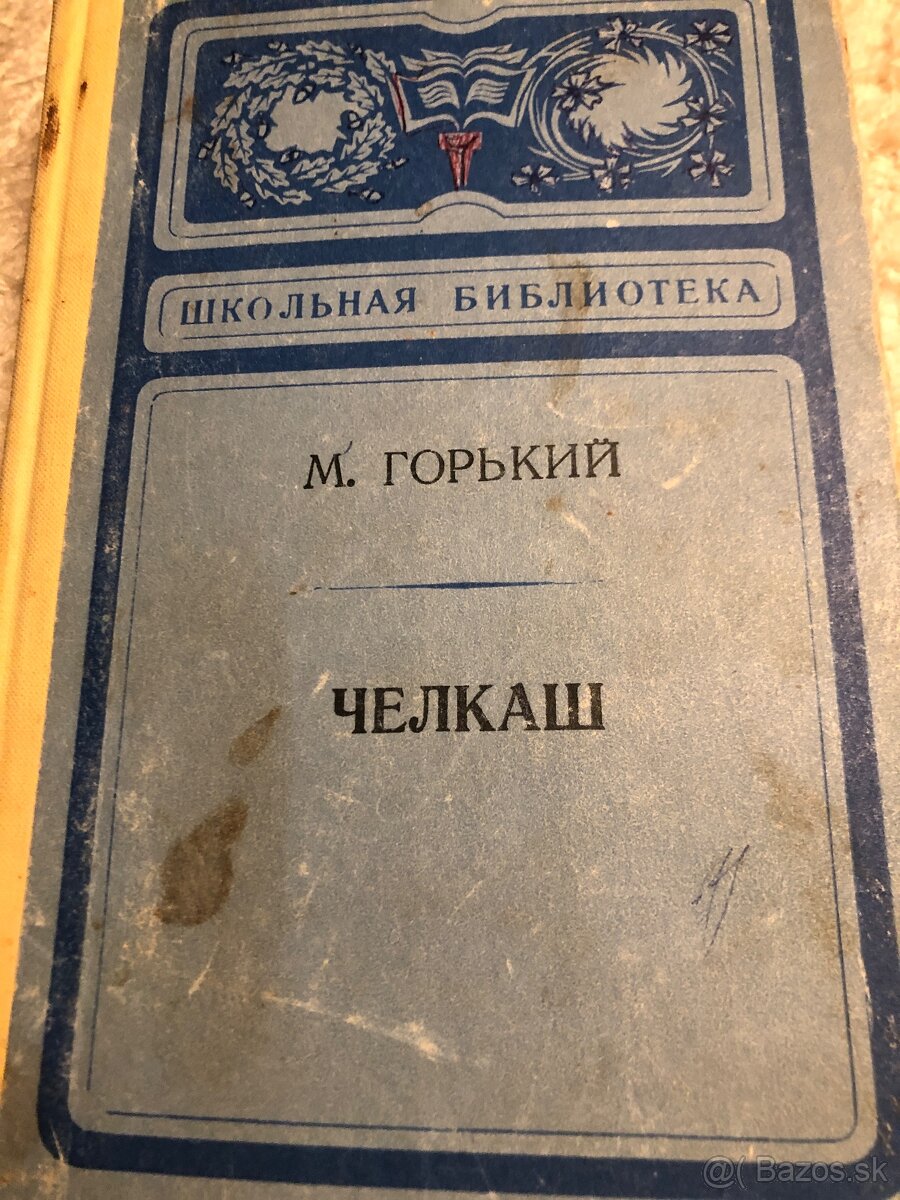 ШКОЛЬНАЯ БИБЛИОТЕКА
М. ГОРЬКИЙ
ЧЕЛКАШ
@( Bazos.sk